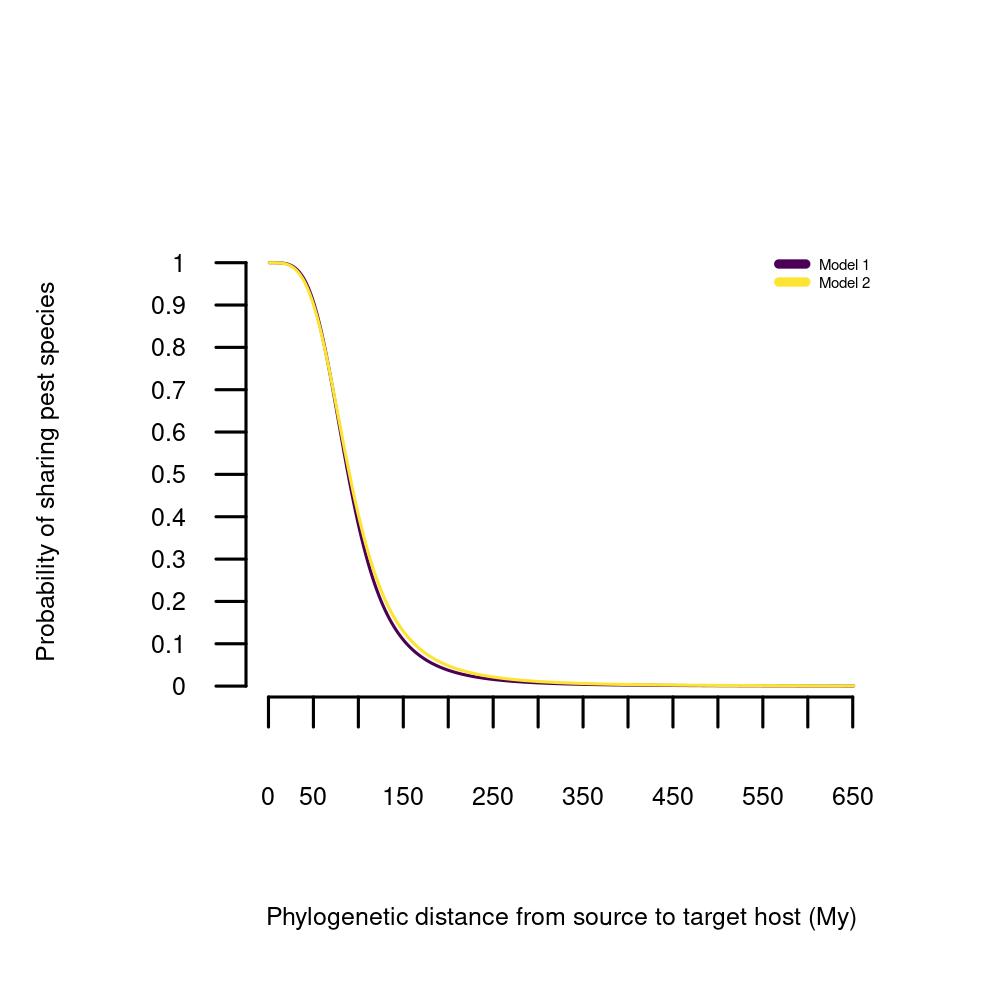 Model 1
Model 2
Probability of sharing pest species
1
0.9
0.8
0.7
0.6
0.5
0.4
0.3
0.2
0.1
0
0 50 150 250 350 450 550 650
Phylogenetic distance from source to target host (My)